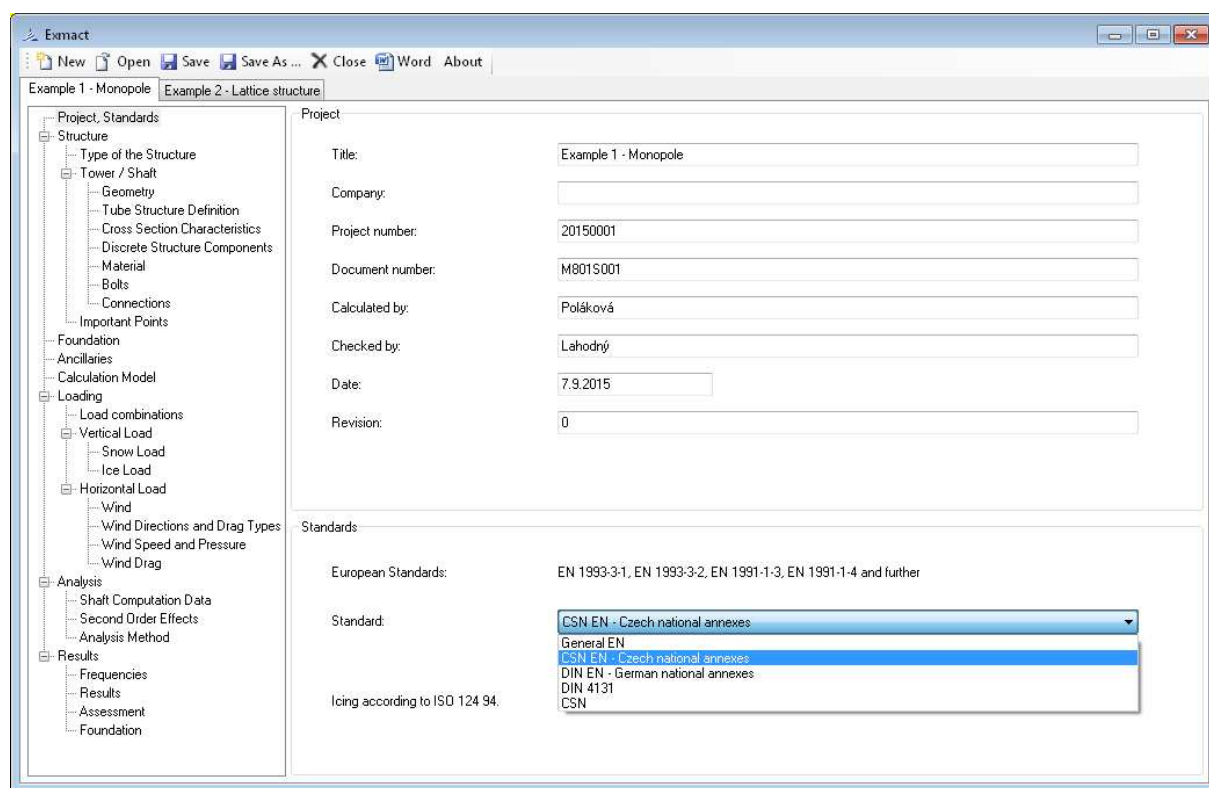 Exmact
New Open Save Save As ... Close Word About
Example 1 - Monopole Example 2 - Lattice structure
Project, Standards
Structure
Type of the Structure
Tower / Shaft
Geometry
Tube Structure Definition
Cross Section Characteristics
Discrete Structure Components
Material
Bolts
Connections
Important Points
Foundation
Ancillaries
Calculation Model
Loading
Load combinations
Vertical Load
Snow Load
Ice Load
Horizontal Load
Wind
Wind Directions and Drag Types
Wind Speed and Pressure
Wind Drag
Analysis
Shaft Computation Data
Second Order Effects
Analysis Method
Results
Frequencies
Results
Assessment
Foundation
Project
Title: Example 1 - Monopole
Company:
Project number: 20150001
Document number: M801S001
Calculated by: Poláková
Checked by: Lahodný
Date: 7.9.2015
Revision: 0
Standards
European Standards: EN 1993-3-1, EN 1993-3-2, EN 1991-1-3, EN 1991-1-4 and further
Standard: CSN EN - Czech national annexes
General EN
CSN EN - Czech national annexes
DIN EN - German national annexes
DIN 4131
CSN
Icing according to ISO 124 94.